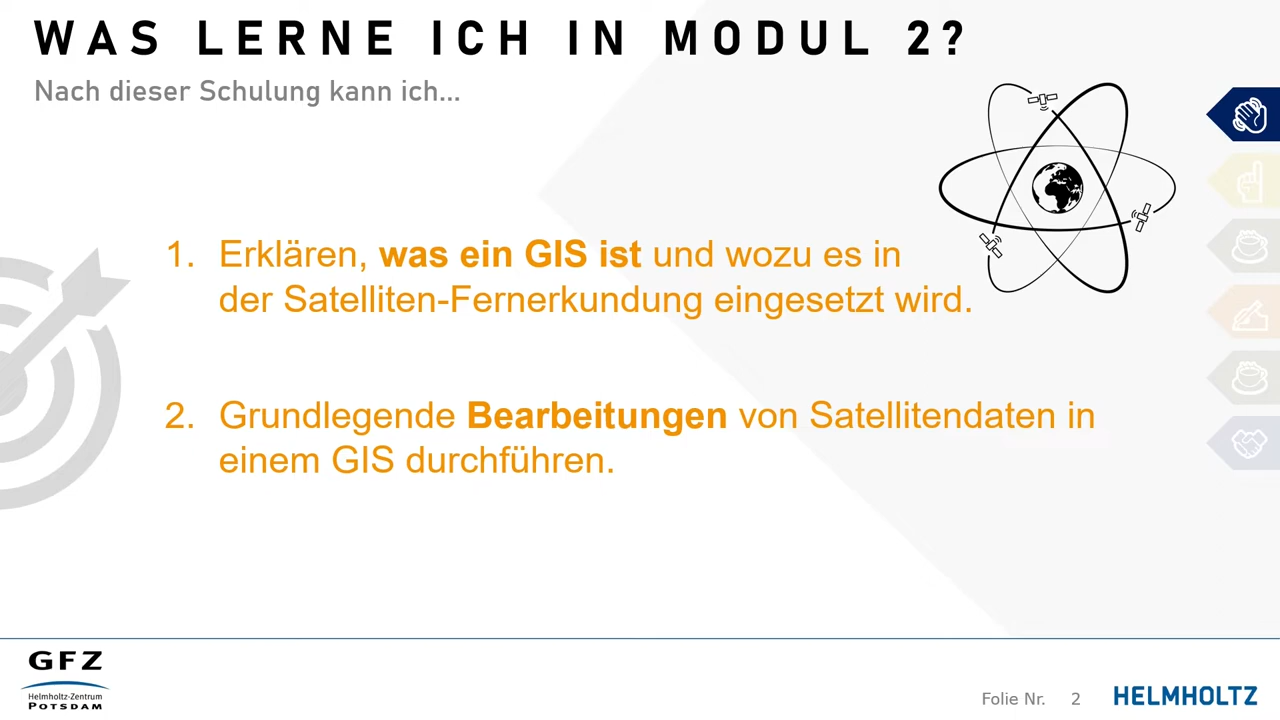 WAS LERNE ICH IN MODUL 2?
Nach dieser Schulung kann ich...
1. Erklären, was ein GIS ist und wozu es in
der Satelliten-Fernerkundung eingesetzt wird.
2. Grundlegende Bearbeitungen von Satellitendaten in
einem GIS durchführen.
GFZ
Helmholtz-Zentrum
POTSDAM
Folie Nr. 2
HELMHOLTZ